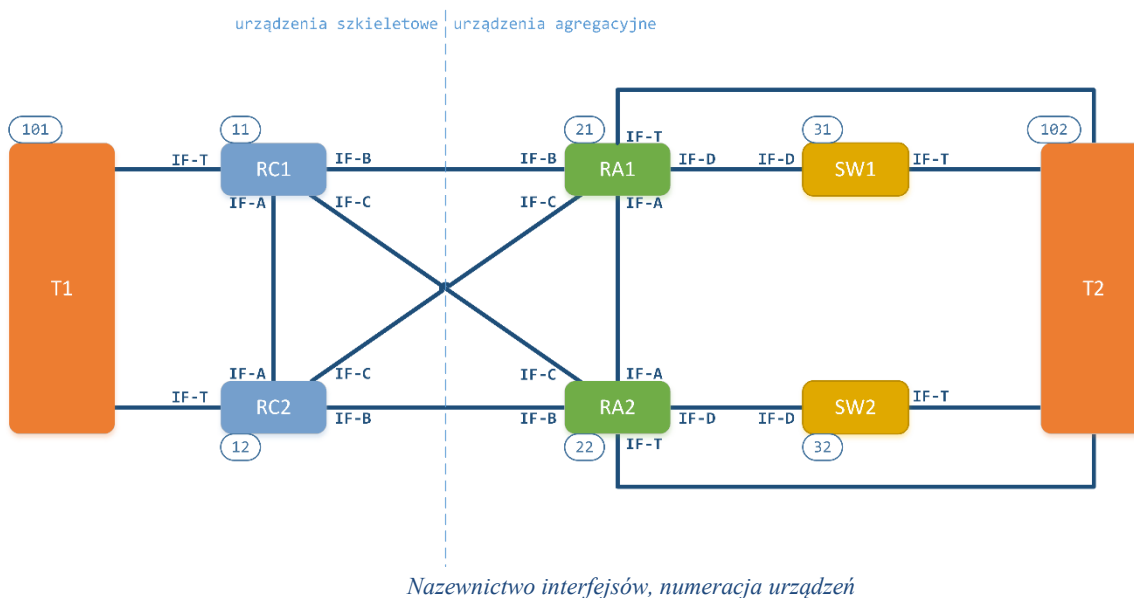 urządzenia szkieletowe urządzenia agregacyjne
101 11 21 31 102
IF-T
IF-T RC1 IF-B IF-B RA1 IF-D IF-D SW1 IF-T
IF-A IF-C IF-C IF-A
T1 T2
IF-A IF-C IF-C IF-A
IF-T RC2 IF-B IF-B RA2 IF-D IF-D SW2 IF-T
12 22 IF-T 32
Nazewnictwo interfejsów, numeracja urządzeń